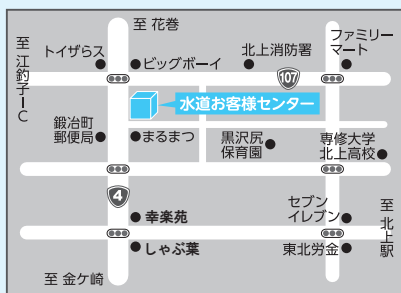 至 花巻
至 江釣子IC
トイザらス
ビッグボーイ
北上消防署
ファミリー
マート
107
水道お客様センター
鍛冶町
郵便局
まるまつ
黒沢尻
保育園
専修大学
北上高校
4
幸楽苑
セブン
イレブン
至 北上駅
しゃぶ葉
東北労金
至 金ケ崎